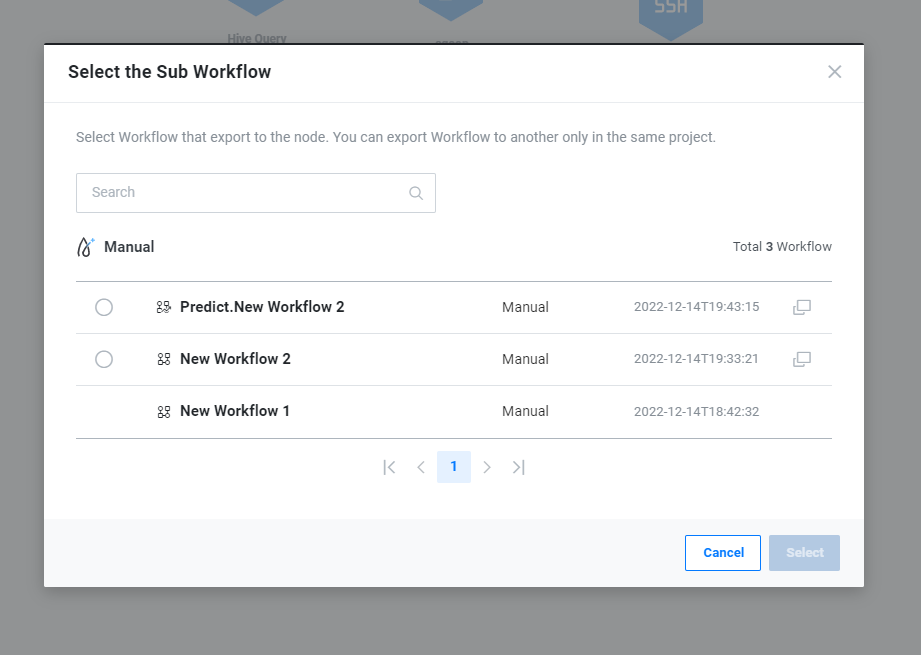 SSH
Hive Query
Select the Sub Workflow
Select Workflow that export to the node. You can export Workflow to another only in the same project.
Search
Manual
Total 3 Workflow
Predict.New Workflow 2 Manual 2022-12-14T19:43:15
New Workflow 2 Manual 2022-12-14T19:33:21
New Workflow 1 Manual 2022-12-14T18:42:32
1
Cancel
Select